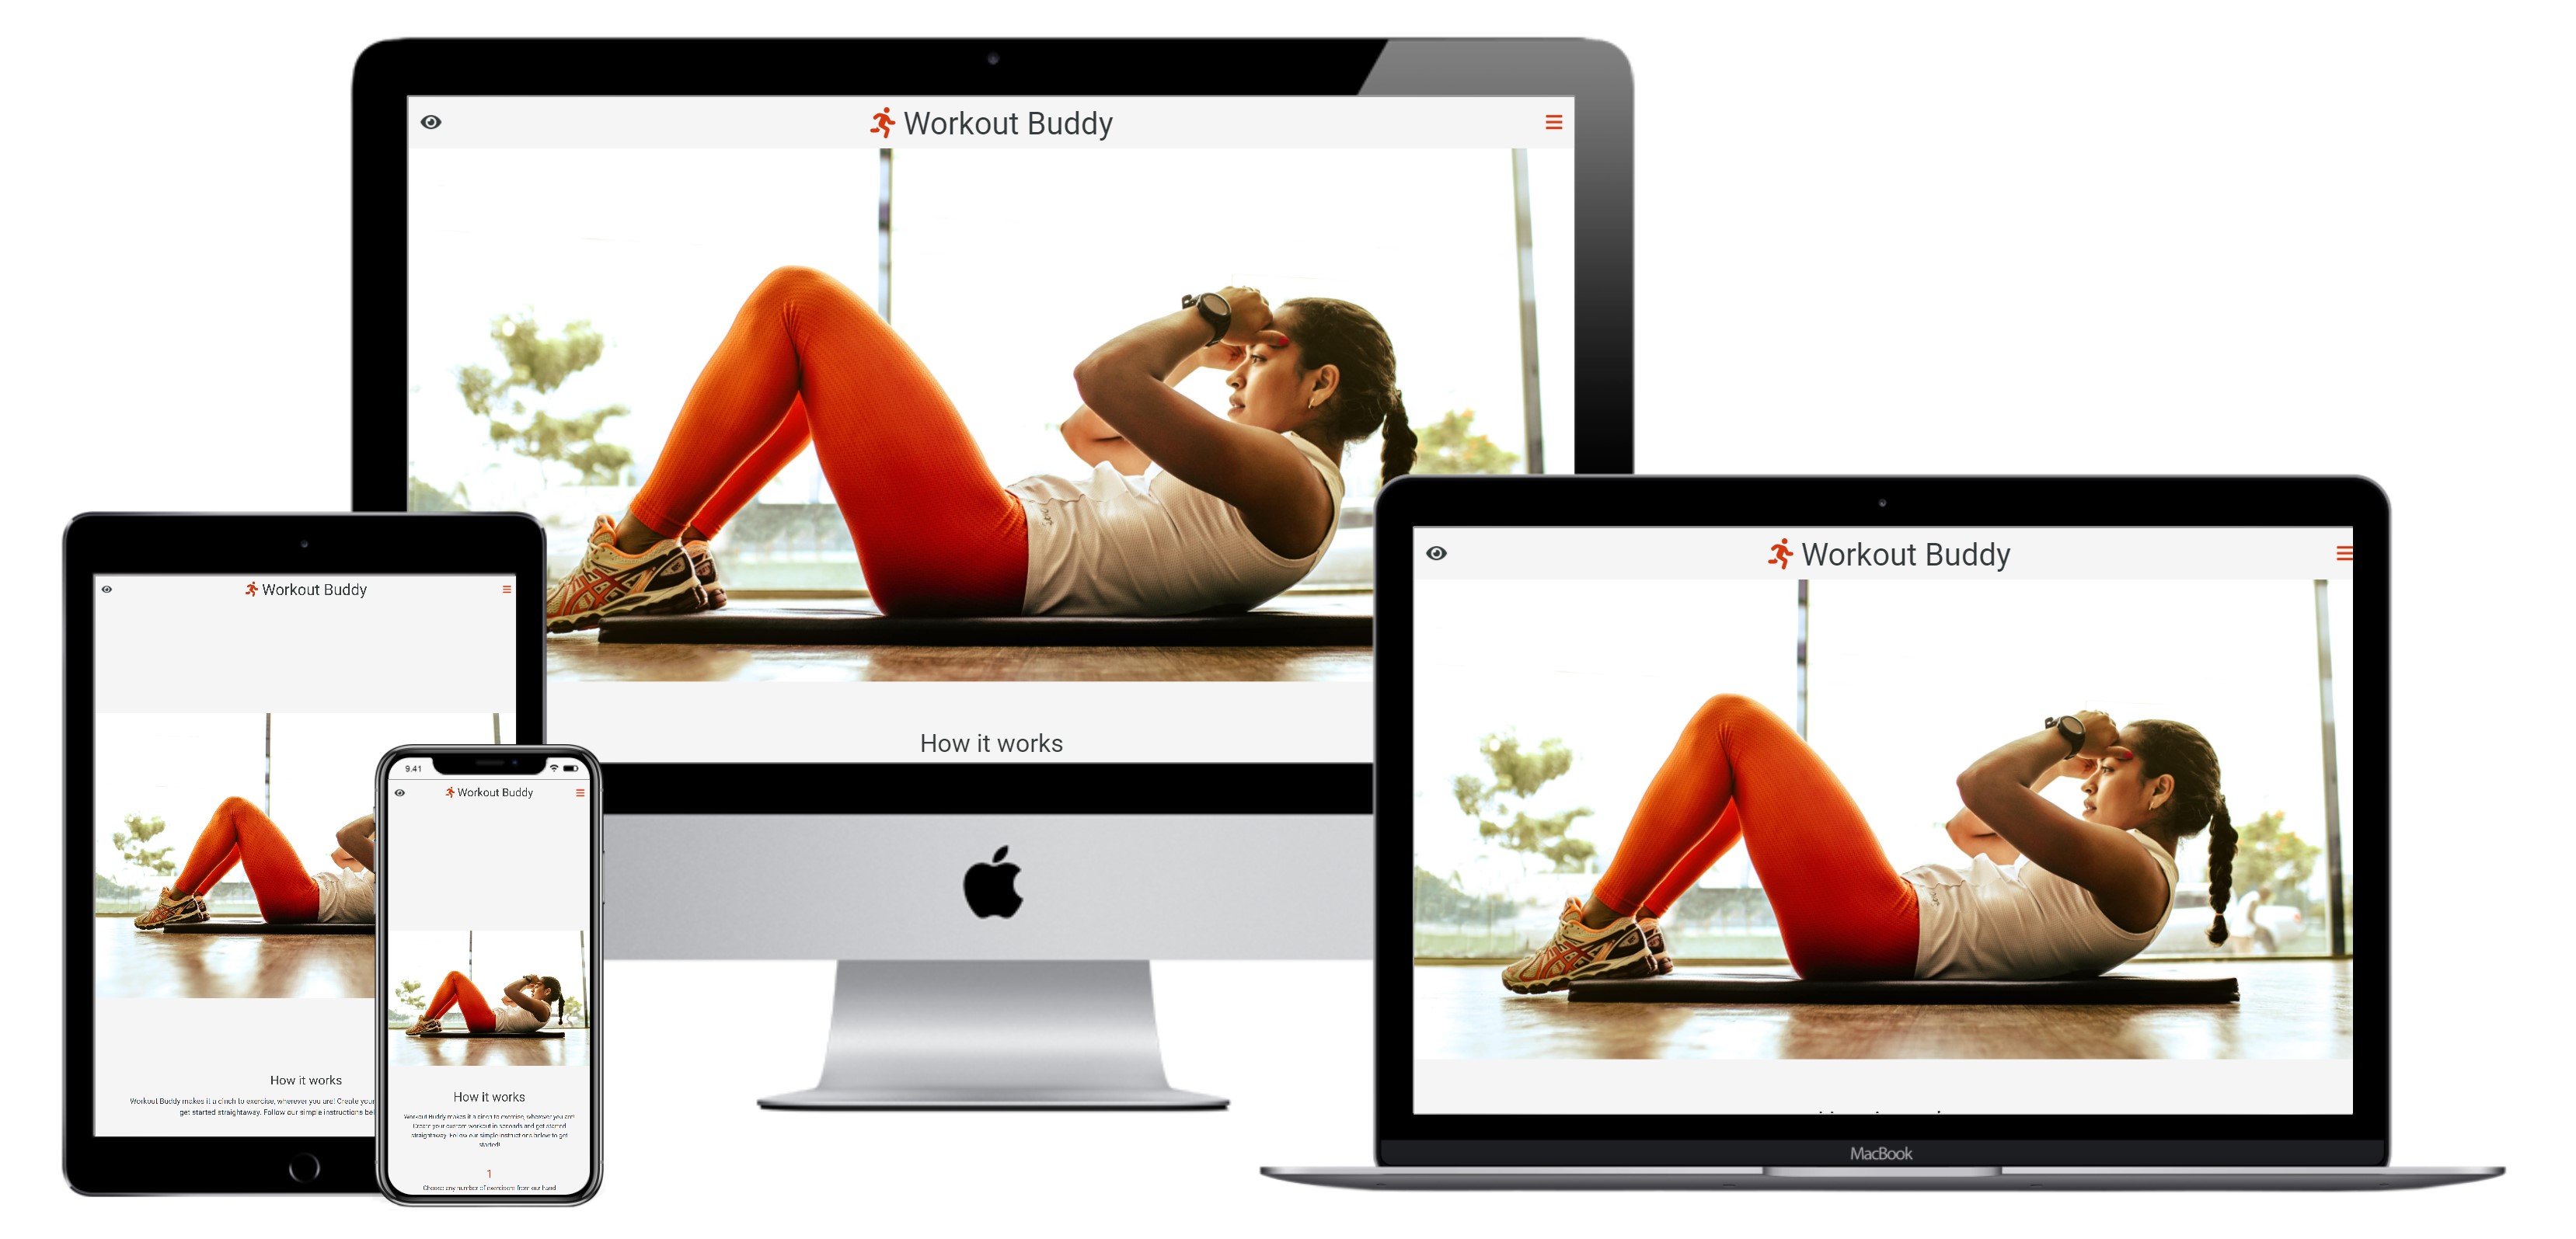 Workout Buddy
How it works
Workout Buddy
MacBook
Workout Buddy
How it works
Workout Buddy makes it a cinch to exercise, wherever you are! Create your
get started straightaway. Follow our simple instructions
9.41
Workout Buddy
How it works
Workout Buddy makes it a cinch to exercise, wherever you are!
Create your custom workout in seconds and get started
straightaway. Follow our simple instructions below to get
started!
1
Choose any number of exercises from our hand